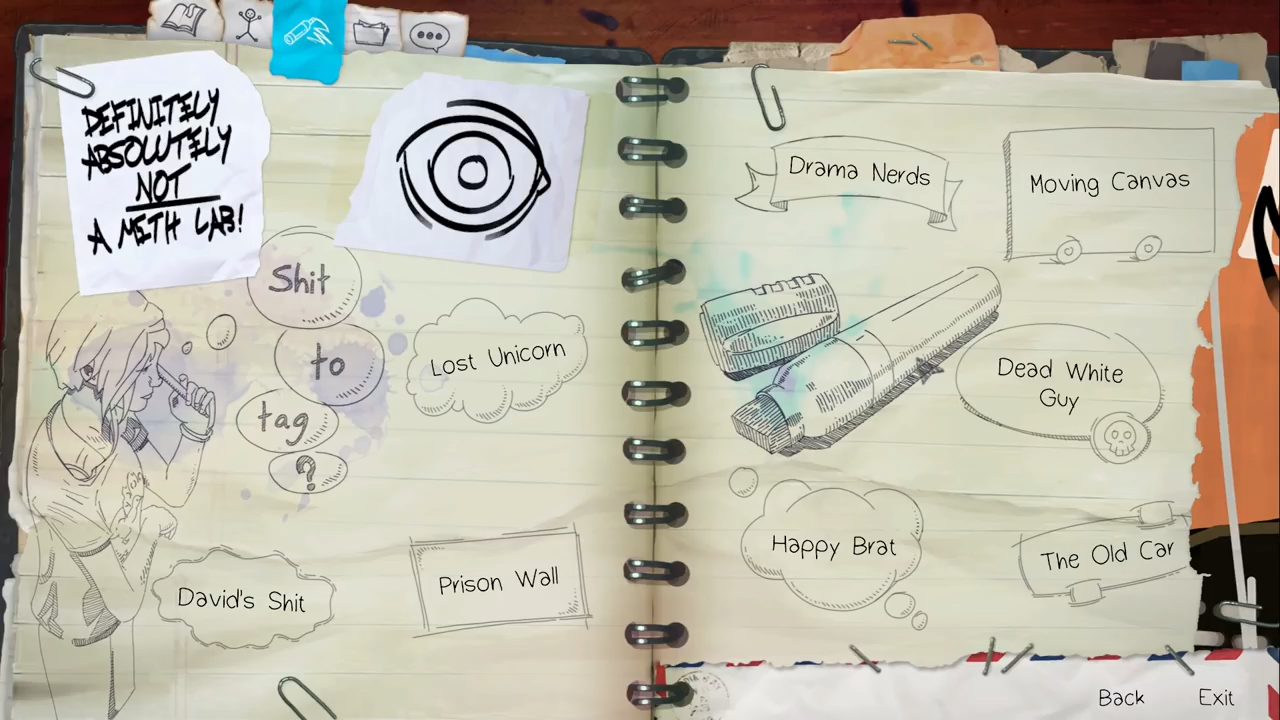 DEFINITELY
ABSOLUTELY
NOT
A METH LAB!
Shit
to
tag
?
Lost Unicorn
David's Shit
Prison Wall
Drama Nerds
Moving Canvas
Dead White
Guy
Happy Brat
The Old Car
Back
Exit